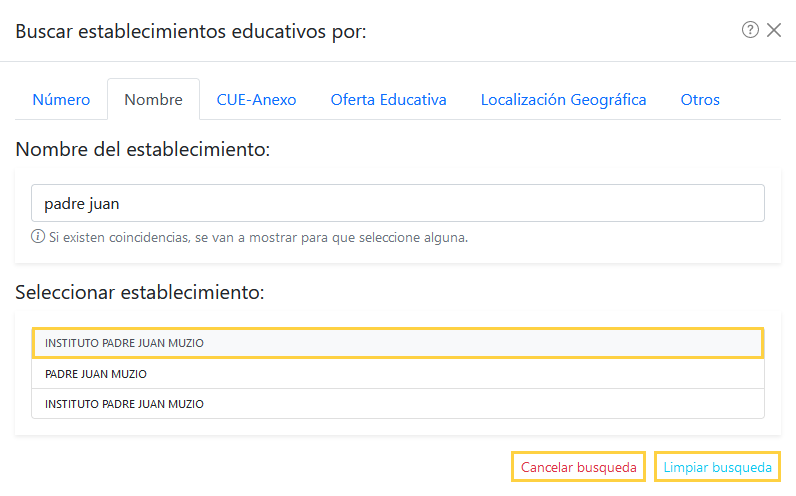 Buscar establecimientos educativos por:
Número Nombre CUE-Anexo Oferta Educativa Localización Geográfica Otros
Nombre del establecimiento:
padre juan
Si existen coincidencias, se van a mostrar para que seleccione alguna.
Seleccionar establecimiento:
INSTITUTO PADRE JUAN MUZIO
PADRE JUAN MUZIO
INSTITUTO PADRE JUAN MUZIO
Cancelar busqueda Limpiar busqueda